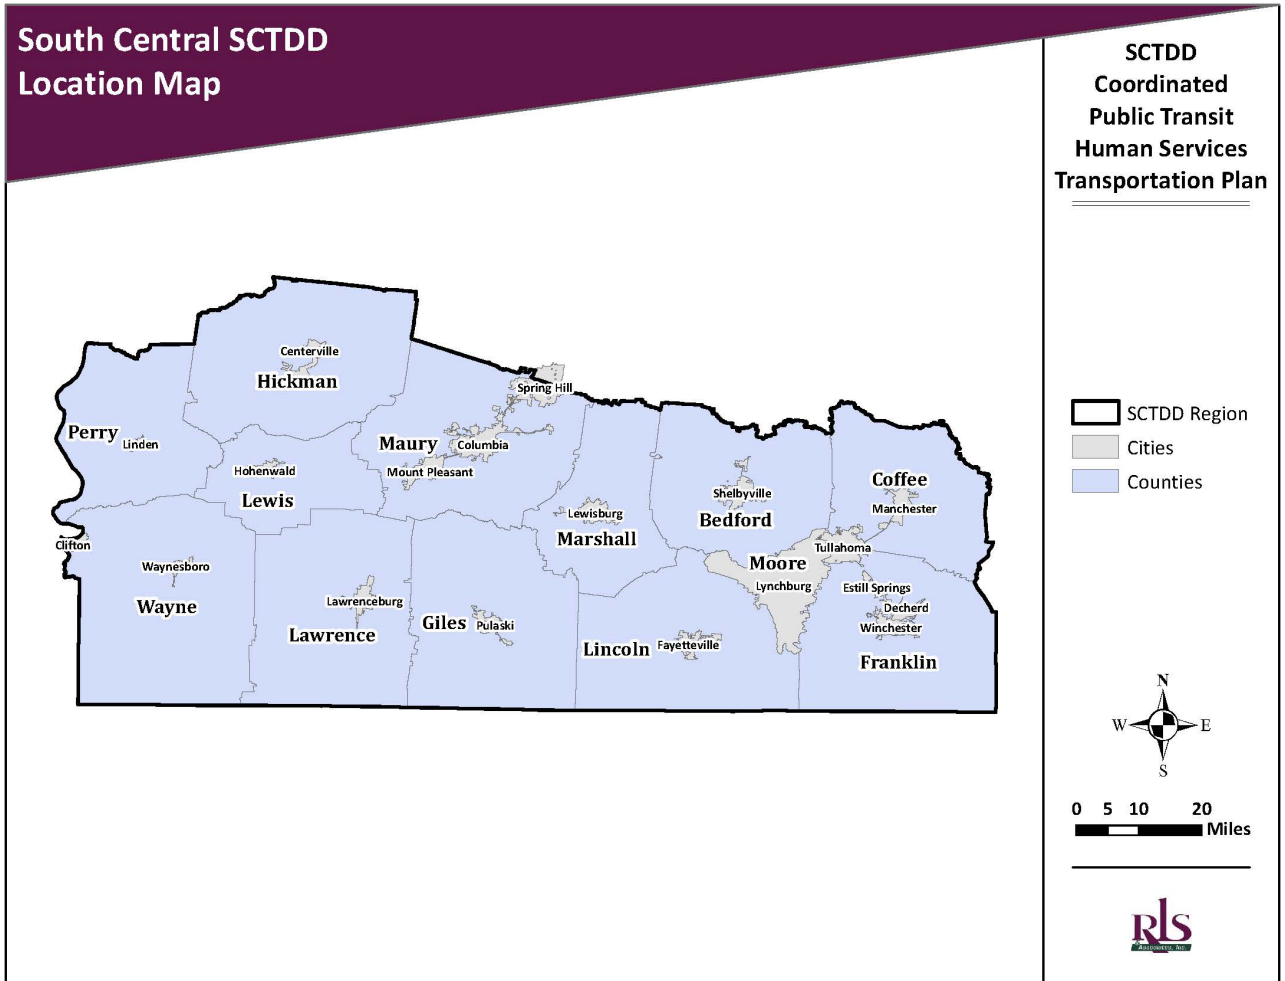 South Central SCTDD
Location Map
SCTDD
Coordinated
Public Transit
Human Services
Transportation Plan
Centerville
Hickman
Spring Hill
Perry
Linden
Maury
Columbia
Mount Pleasant
Hohenwald
Lewis
Lewisburg
Marshall
Shelbyville
Bedford
Coffee
Manchester
Tullahoma
Clifton
Waynesboro
Wayne
Lawrenceburg
Lawrence
Giles
Pulaski
Lincoln
Fayetteville
Moore
Lynchburg
Estill Springs
Decherd
Winchester
Franklin
SCTDD Region
Cities
Counties
N
W
E
S
0 5 10 20
Miles
RLS
& Associates, Inc.